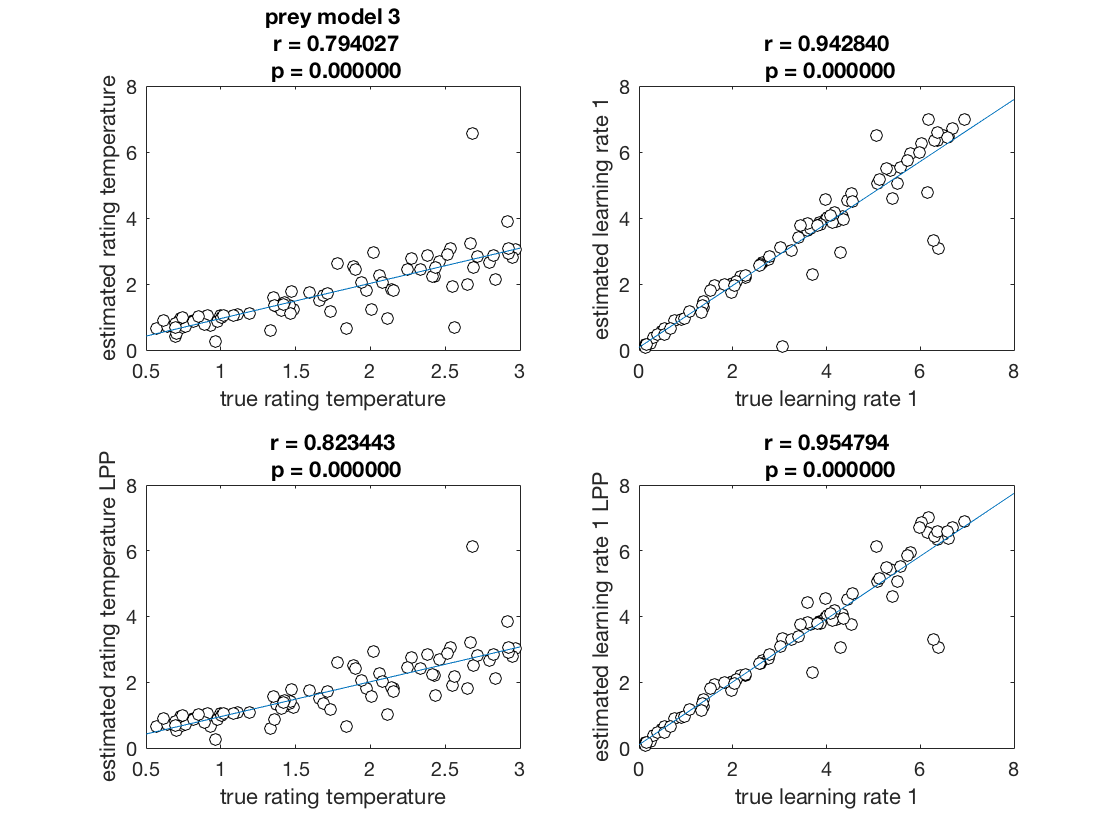 prey model 3
r = 0.794027
p = 0.000000
estimated rating temperature
8
6
4
2
0
0.5
1
1.5
2
2.5
3
true rating temperature
r = 0.942840
p = 0.000000
estimated learning rate 1
8
6
4
2
0
0
2
4
6
8
true learning rate 1
r = 0.823443
p = 0.000000
estimated rating temperature LPP
8
6
4
2
0
0.5
1
1.5
2
2.5
3
true rating temperature
r = 0.954794
p = 0.000000
estimated learning rate 1 LPP
8
6
4
2
0
0
2
4
6
8
true learning rate 1